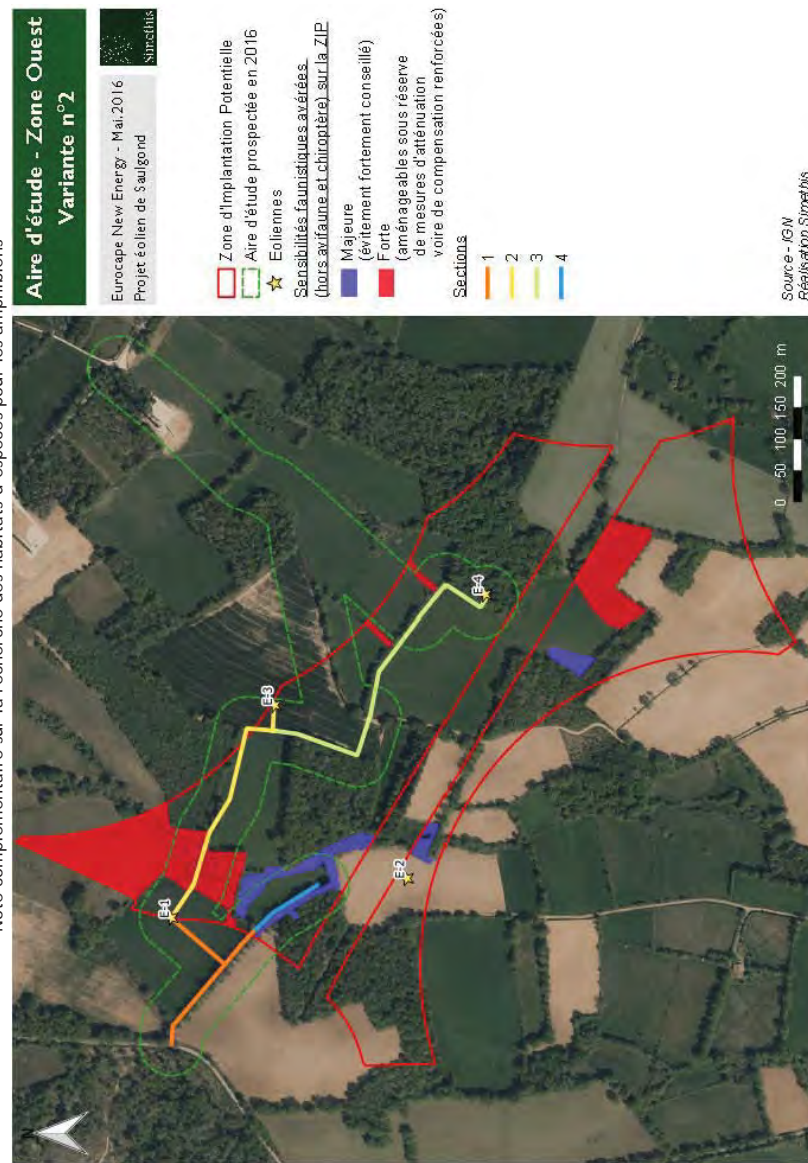 Note complémentaire sur la recherche des habitats d'espèces pour les amphibiens
Aire d'étude - Zone Ouest
Variante n°2
Eurocape New Energy - Mai.2016
Projet éolien de Saulgond
Simethis
Zone d'Implantation Potentielle
Aire d'étude prospectée en 2016
Eoliennes
Sensibilités faunistiques avérées
(hors avifaune et chiroptère) sur la ZIP
Majeure
(évitement fortement conseillé)
Forte
(aménageables sous réserve
de mesures d'atténuation
voire de compensation renforcées)
Sections
1
2
3
4
Source - IGN
Réalisation Simethis
N
E-1
E-3
E-2
E-4
0 50 100 150 200 m